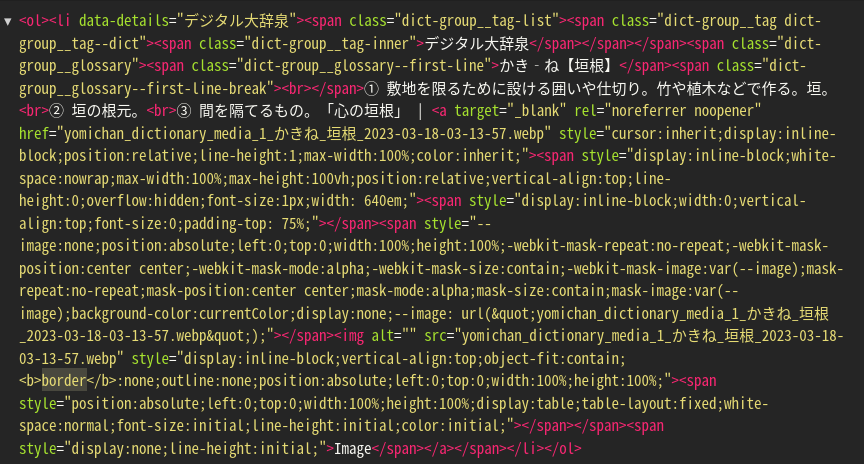 ▼ <ol><li data-details="デジタル大辞泉"><span class="dict-group__tag-list"><span class="dict-group__tag dict-
group__tag--dict"><span class="dict-group__tag-inner">デジタル大辞泉</span></span></span><span class="dict-
group__glossary"><span class="dict-group__glossary--first-line">かき‐ね【垣根】</span><span class="dict-
group__glossary--first-line-break"><br></span>① 敷地を限るために設ける囲いや仕切り。竹や植木などで作る。垣。
<br>② 垣の根元。<br>③ 間を隔てるもの。「心の垣根」 | <a target="_blank" rel="noreferrer noopener"
href="yomichan_dictionary_media_1_かきね_垣根_2023-03-18-03-13-57.webp" style="cursor:inherit;display:inline-
block;position:relative;line-height:1;max-width:100%;color:inherit;"><span style="display:inline-block;white-
space:nowrap;max-width:100%;max-height:100vh;position:relative;vertical-align:top;line-
height:0;overflow:hidden;font-size:1px;width: 640em;"><span style="display:inline-block;width:0;vertical-
align:top;font-size:0;padding-top: 75%;"></span><span style="--
image:none;position:absolute;left:0;top:0;width:100%;height:100%;-webkit-mask-repeat:no-repeat;-webkit-mask-
position:center center;-webkit-mask-mode:alpha;-webkit-mask-size:contain;-webkit-mask-image:var(--image);mask-
repeat:no-repeat;mask-position:center center;mask-mode:alpha;mask-size:contain;mask-image:var(--
image);background-color:currentColor;display:none;--image: url(&quot;yomichan_dictionary_media_1_かきね_垣根
_2023-03-18-03-13-57.webp&quot;);"></span><img alt="" src="yomichan_dictionary_media_1_かきね_垣根_2023-03-18-
03-13-57.webp" style="display:inline-block;vertical-align:top;object-fit:contain;
<b>border</b>:none;outline:none;position:absolute;left:0;top:0;width:100%;height:100%;"><span
style="position:absolute;left:0;top:0;width:100%;height:100%;display:table;table-layout:fixed;white-
space:normal;font-size:initial;line-height:initial;color:initial;"></span></span><span
style="display:none;line-height:initial;">Image</span></a></span></li></ol>